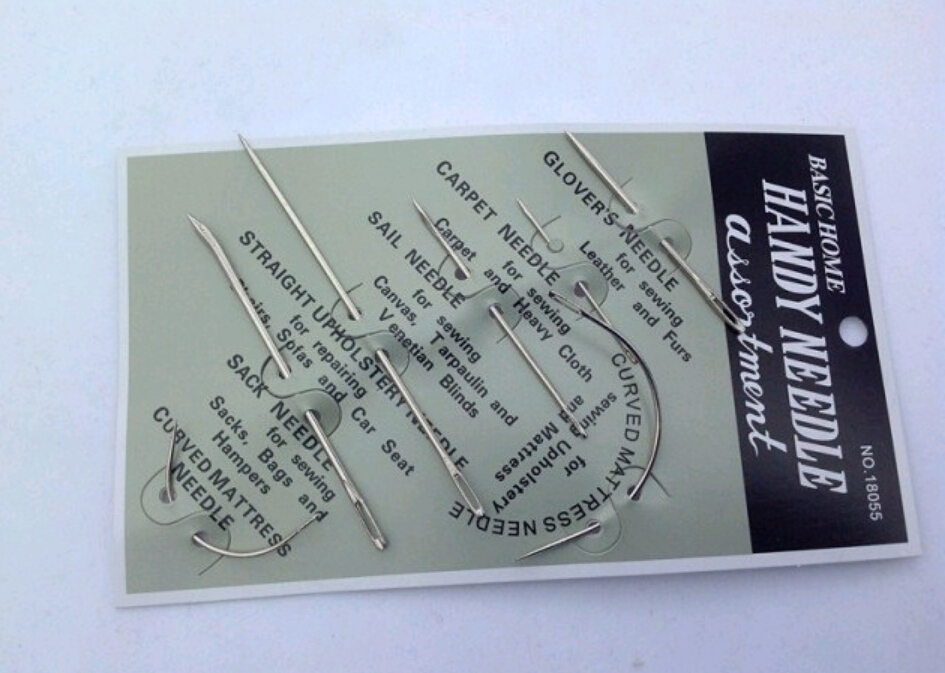 BASIC HOME
HANDY NEEDLE
assortment
NO.18055
GLOVER'S NEEDLE
for sewing
Leather and Furs
CARPET NEEDLE
for sewing
Carpet and Heavy Cloth
SAIL NEEDLE
for sewing
Canvas, Tarpaulin and
Venetian Blinds
STRAIGHT UPHOLSTERY NEEDLE
for repairing
Chairs, Sofas and Car Seat
SACK NEEDLE
for sewing
Sacks, Bags and
Hampers
CURVED MATTRESS
NEEDLE
CURVED MATTRESS NEEDLE
for sewing
Upholstery and
Mattress